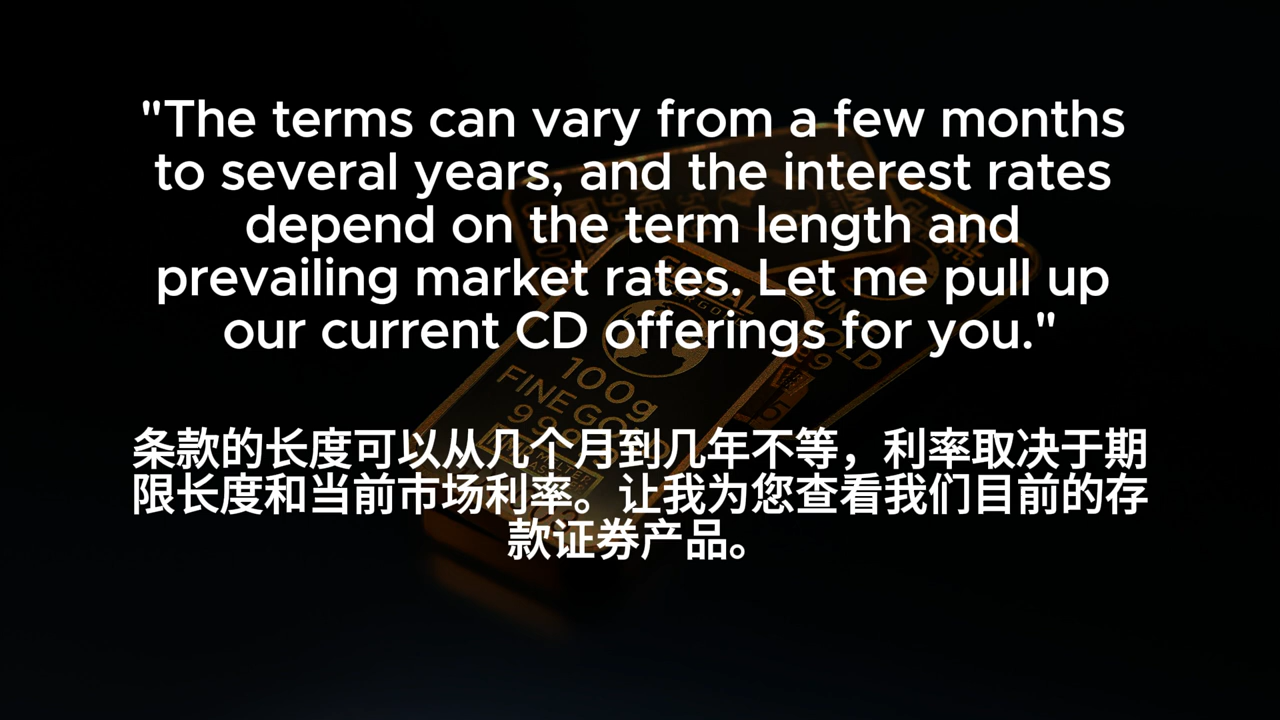 "The terms can vary from a few months
to several years, and the interest rates
depend on the term length and
prevailing market rates. Let me pull up
our current CD offerings for you."
条款的长度可以从几个月到几年不等，利率取决于期
限长度和当前市场利率。让我为您查看我们目前的存
款证券产品。
100g
FINE GOLD